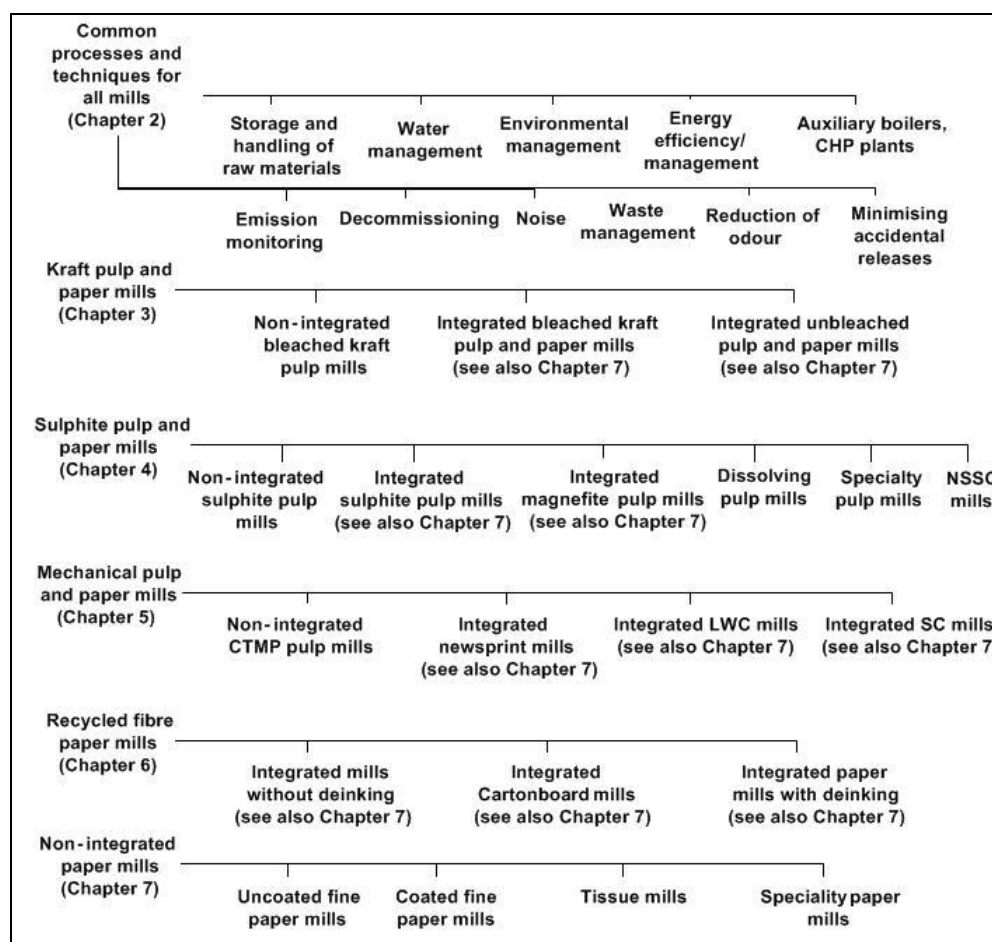 Common
processes and
techniques for
all mills
(Chapter 2)
Storage and
handling of
raw materials
Water
management
Environmental
management
Energy
efficiency/
management
Auxiliary boilers,
CHP plants
Emission
monitoring
Decommissioning
Noise
Waste
management
Reduction of
odour
Minimising
accidental
releases
Kraft pulp and
paper mills
(Chapter 3)
Non-integrated
bleached kraft
pulp mills
Integrated bleached kraft
pulp and paper mills
(see also Chapter 7)
Integrated unbleached
pulp and paper mills
(see also Chapter 7)
Sulphite pulp and
paper mills
(Chapter 4)
Non-integrated
sulphite pulp
mills
Integrated
sulphite pulp mills
(see also Chapter 7)
Integrated
magnefite pulp mills
(see also Chapter 7)
Dissolving
pulp mills
Specialty
pulp mills
NSSC
mills
Mechanical pulp
and paper mills
(Chapter 5)
Non-integrated
CTMP pulp mills
Integrated
newsprint mills
(see also Chapter 7)
Integrated LWC mills
(see also Chapter 7)
Integrated SC mills
(see also Chapter 7
Recycled fibre
paper mills
(Chapter 6)
Integrated mills
without deinking
(see also Chapter 7)
Integrated
Cartonboard mills
(see also Chapter 7)
Integrated paper
mills with deinking
(see also Chapter 7)
Non-integrated
paper mills
(Chapter 7)
Uncoated fine
paper mills
Coated fine
paper mills
Tissue mills
Speciality paper
mills